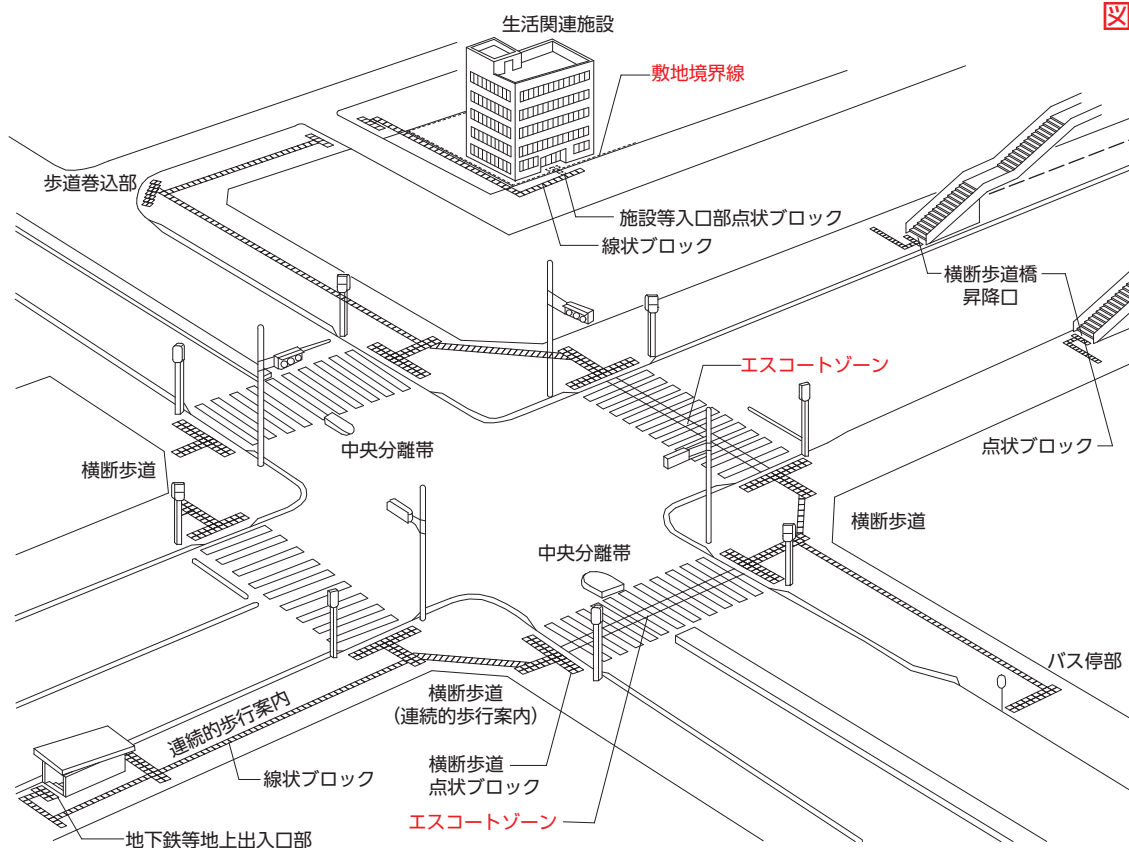 図
生活関連施設
敷地境界線
歩道巻込部
施設等入口部点状ブロック
線状ブロック
横断歩道橋
昇降口
エスコートゾーン
点状ブロック
中央分離帯
横断歩道
横断歩道
中央分離帯
バス停部
横断歩道
(連続的歩行案内)
連続的歩行案内
線状ブロック
横断歩道
点状ブロック
エスコートゾーン
地下鉄等地上出入口部